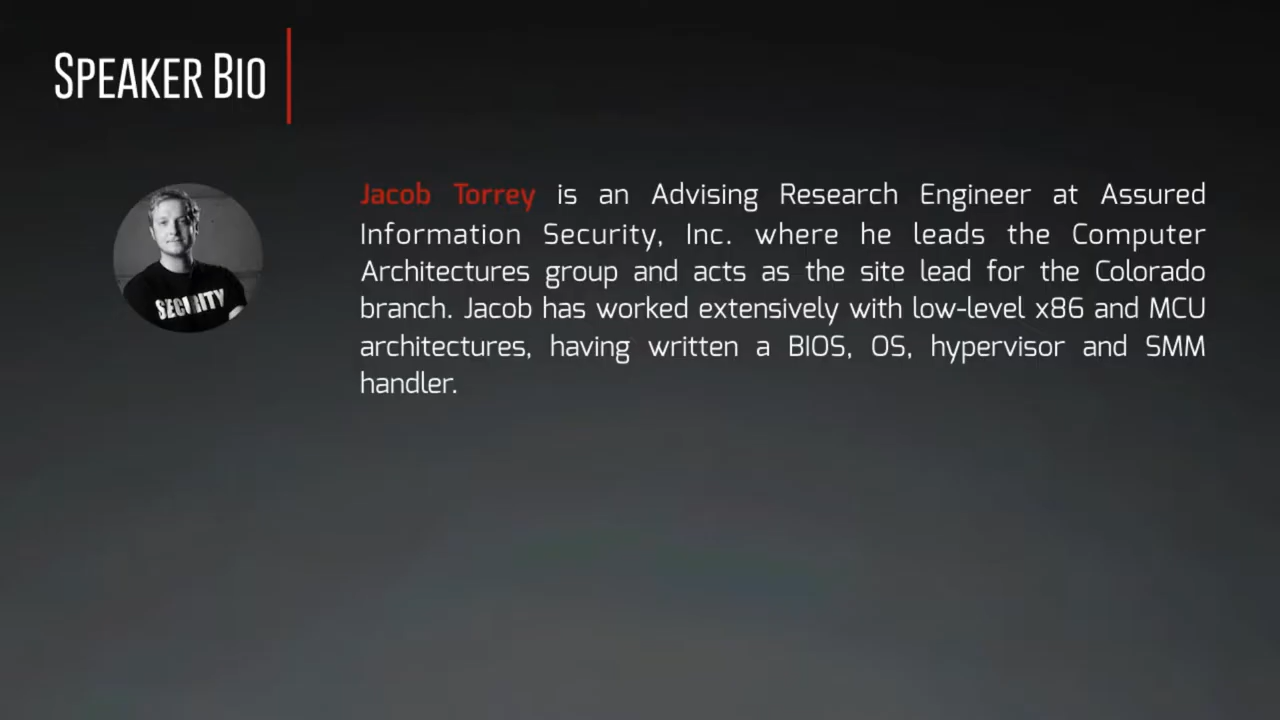 SPEAKER BIO
Jacob Torrey is an Advising Research Engineer at Assured
Information Security, Inc. where he leads the Computer
Architectures group and acts as the site lead for the Colorado
branch. Jacob has worked extensively with low-level x86 and MCU
architectures, having written a BIOS, OS, hypervisor and SMM
handler.
SECURITY